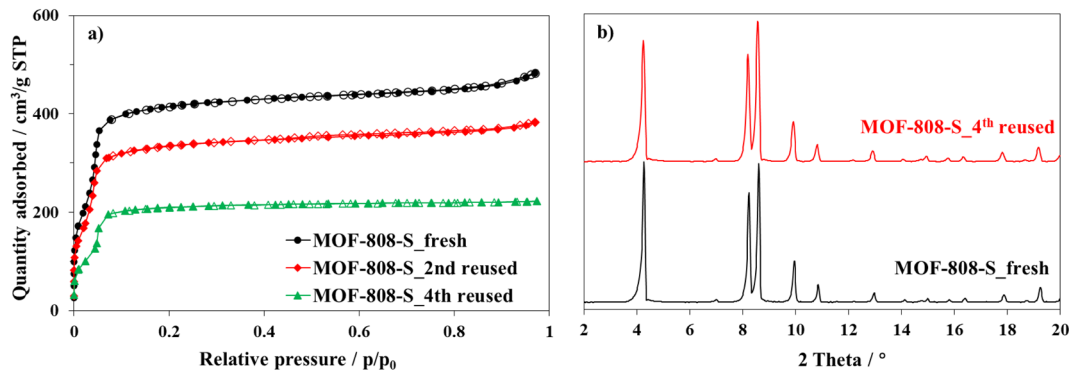 a)
Quantity adsorbed / cm³/g STP
600
400
200
0
0
0.2
0.4
0.6
0.8
1
Relative pressure / p/p₀
MOF-808-S_fresh
MOF-808-S_2nd reused
MOF-808-S_4th reused
b)
MOF-808-S_4ᵗʰ reused
MOF-808-S_fresh
2
4
6
8
10
12
14
16
18
20
2 Theta / °